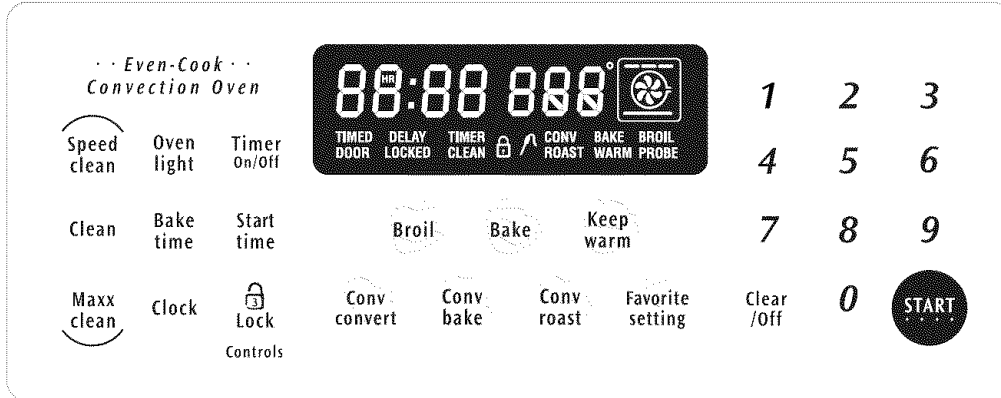 · · Even-Cook · ·
Convection Oven
Speed clean
Oven light
Timer On/Off
Clean
Bake time
Start time
Maxx clean
Clock
3
Lock
Controls
88:88 888°
HR
TIMED DELAY TIMER CONV BAKE BROIL
DOOR LOCKED CLEAN ROAST WARM PROBE
Broil
Bake
Keep warm
Conv convert
Conv bake
Conv roast
Favorite setting
1 2 3
4 5 6
7 8 9
Clear /Off
0
START